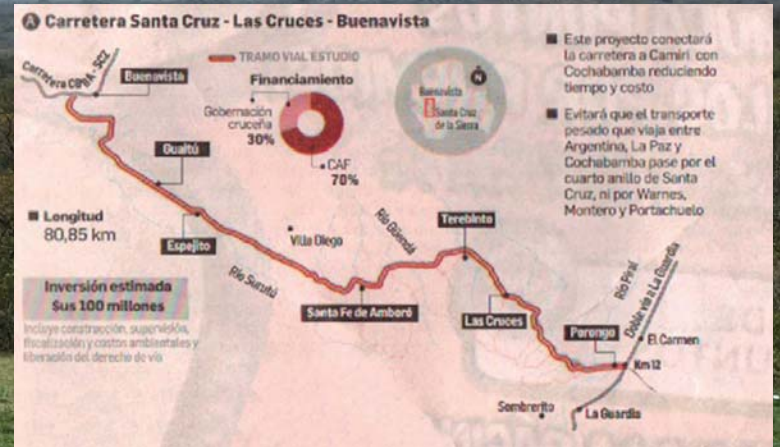 A Carretera Santa Cruz - Las Cruces - Buenavista
Carretera CBBA - SCZ
Buenavista
TRAMO VIAL ESTUDIO
Financiamiento
Gobernación
cruceña
30%
CAF
70%
Buenavista
Santa Cruz
de la Sierra
N
■ Este proyecto conectará
la carretera a Camiri con
Cochabamba reduciendo
tiempo y costo
■ Evitará que el transporte
pesado que viaja entre
Argentina, La Paz y
Cochabamba pase por el
cuarto anillo de Santa
Cruz, ni por Warnes,
Montero y Portachuelo
Guaitú
■ Longitud
80,85 km
Espejito
Villa Diego
Río Surutú
Río Güendá
Terebinto
Santa Fe de Amboró
Las Cruces
Río Piraí
Doble vía a La Guardia
Porongo
El Carmen
Km 12
Sombrerito
La Guardia
Inversión estimada
$us 100 millones
Incluye construcción, supervisión,
fiscalización y costos ambientales y
liberación del derecho de vía